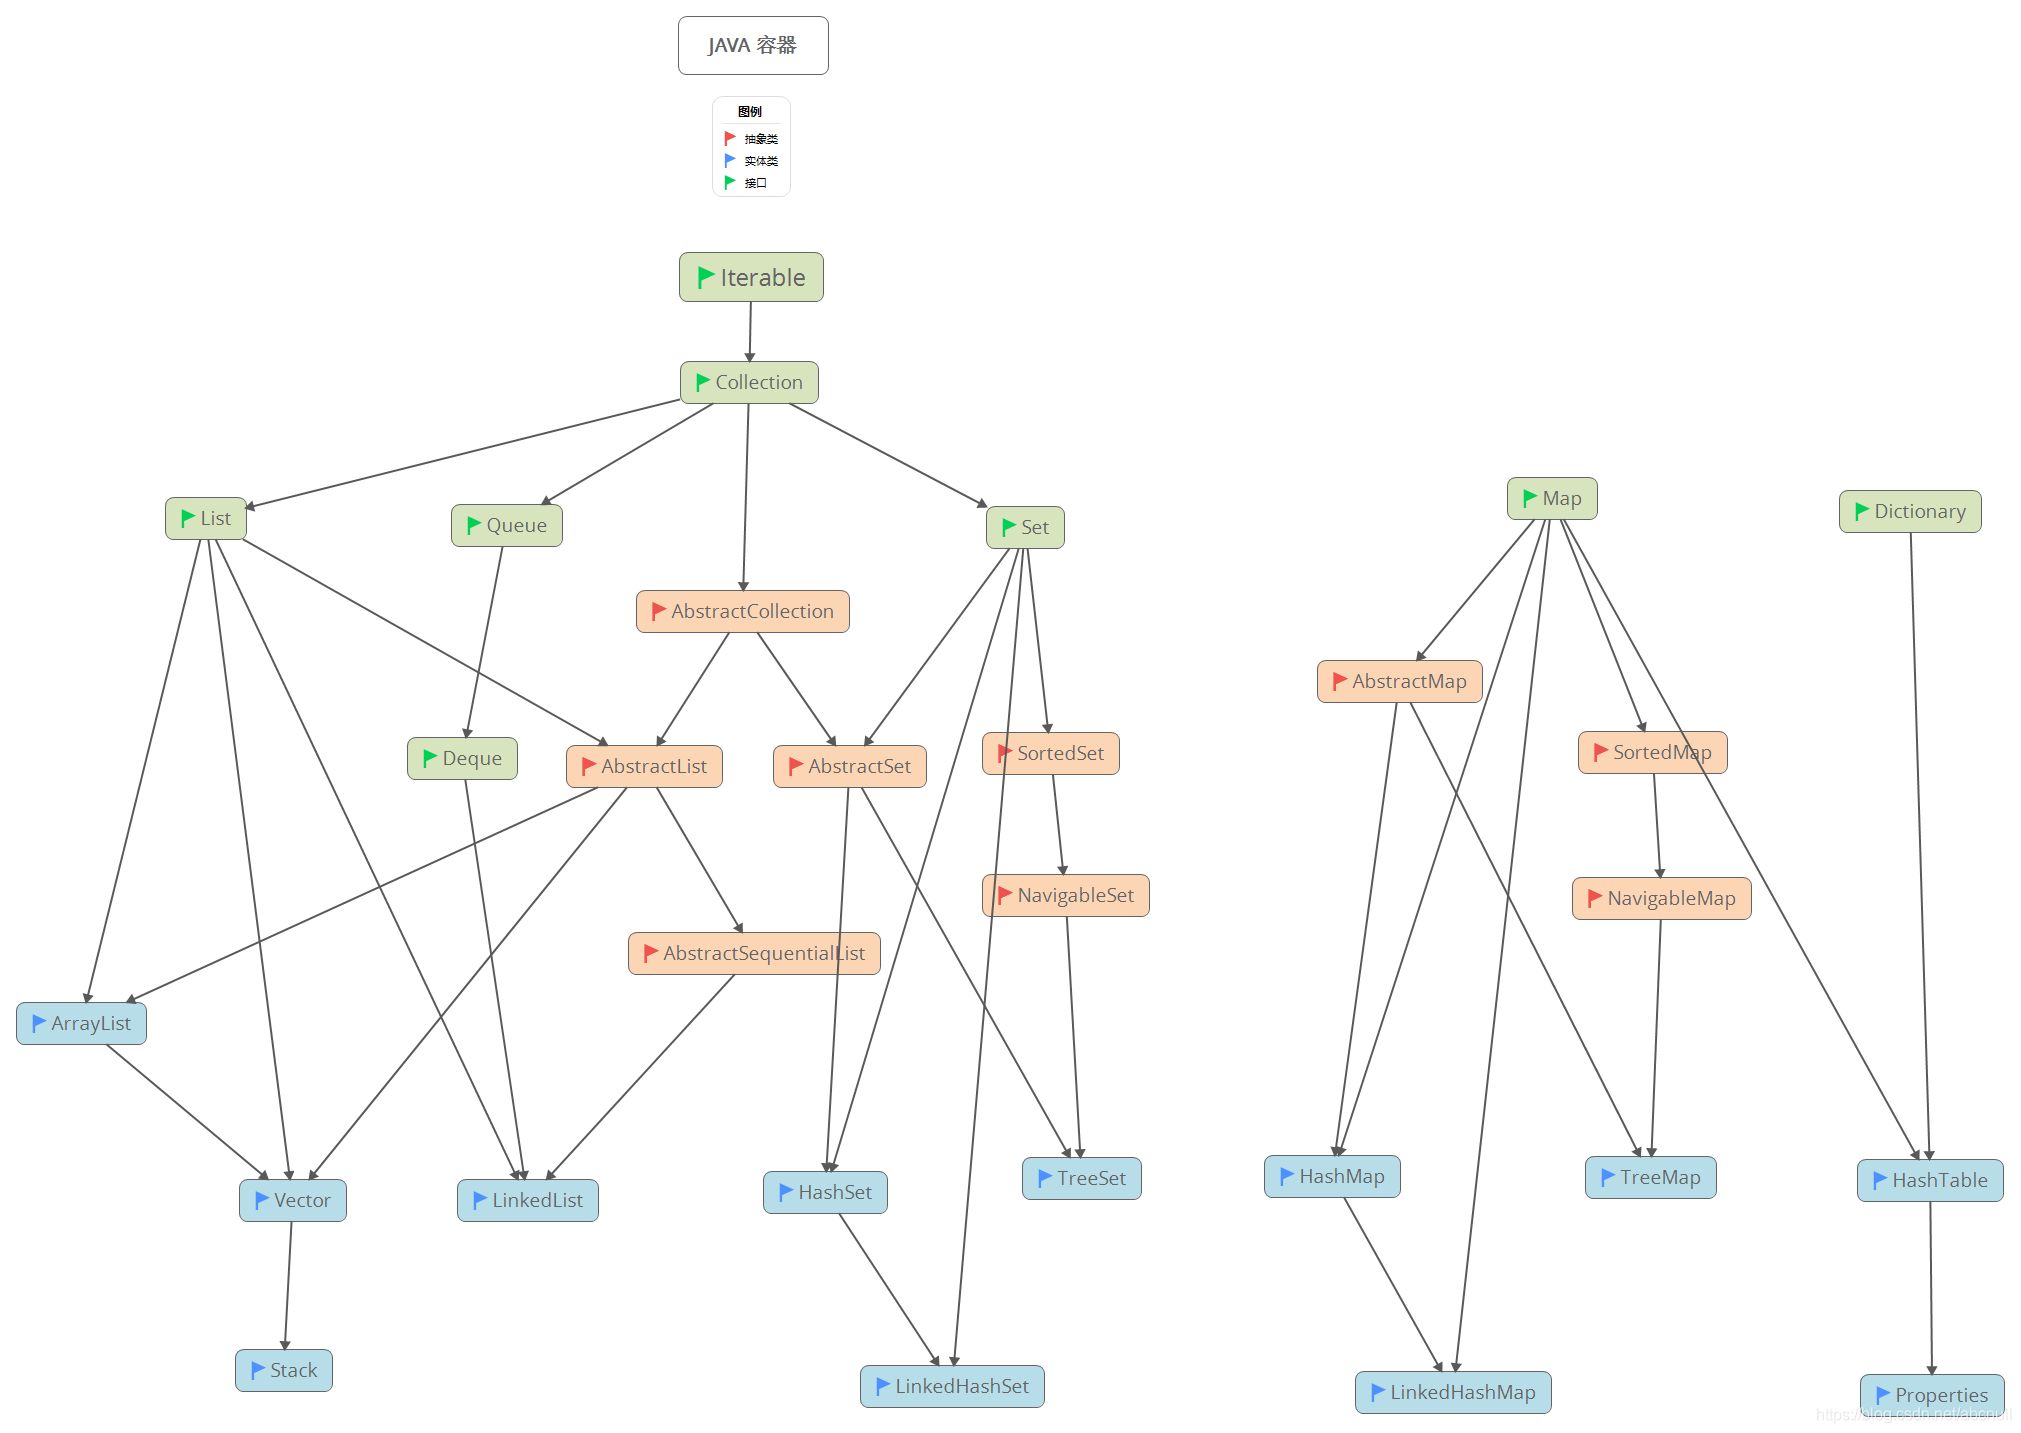 JAVA 容器
图例
抽象类
实体类
接口
Iterable
Collection
List
Queue
Set
Map
Dictionary
AbstractCollection
AbstractMap
Deque
AbstractList
AbstractSet
SortedSet
SortedMap
NavigableSet
NavigableMap
AbstractSequentialList
ArrayList
Vector
LinkedList
HashSet
TreeSet
HashMap
TreeMap
HashTable
Stack
LinkedHashSet
LinkedHashMap
Properties
https://blog.csdn.net/abcnull